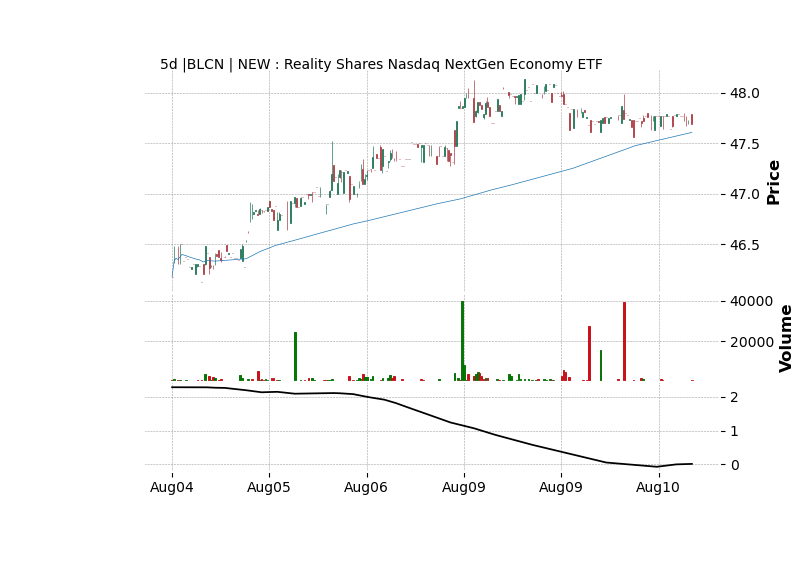 5d |BLCN | NEW : Reality Shares Nasdaq NextGen Economy ETF
48.0
47.5
47.0
46.5
Price
40000
20000
Volume
2
1
0
Aug04 Aug05 Aug06 Aug09 Aug09 Aug10